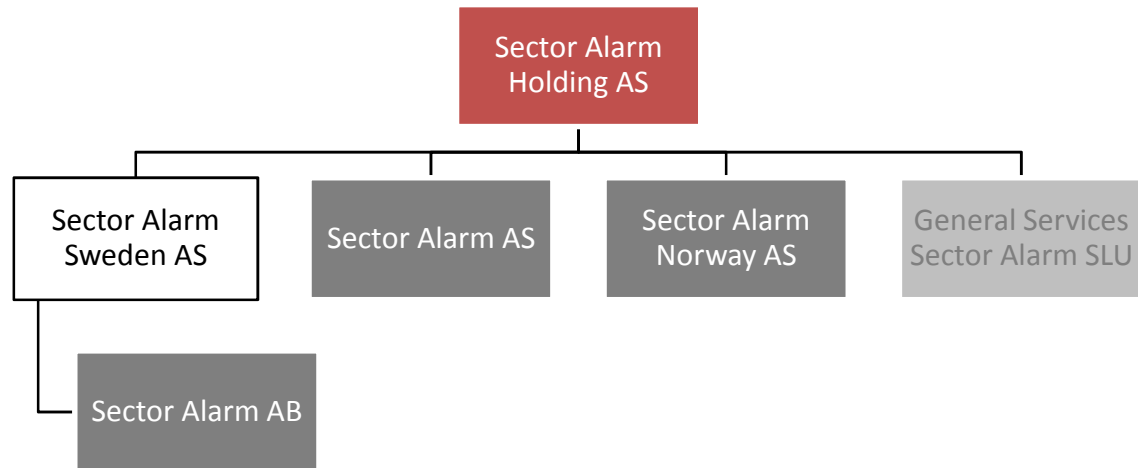 Sector Alarm
Holding AS
Sector Alarm
Sweden AS
Sector Alarm AS
Sector Alarm
Norway AS
General Services
Sector Alarm SLU
Sector Alarm AB